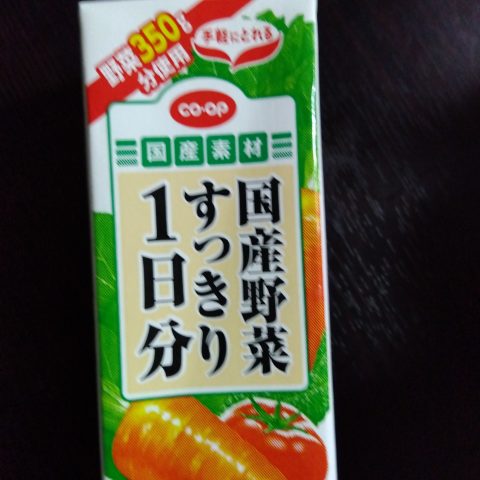 野菜350g
分使用
手軽にとれる
co·op
国産素材
国産野菜
すっきり
1日分